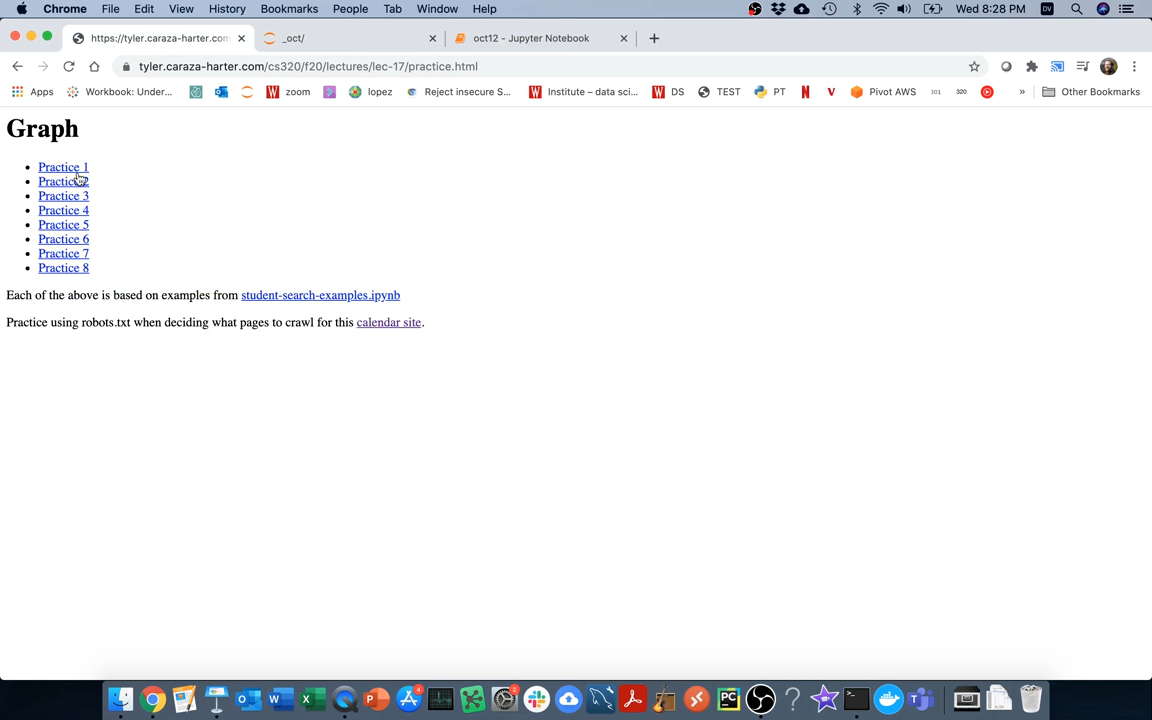 Chrome File Edit View History Bookmarks People Tab Window Help Wed 8:28 PM DV
https://tyler.caraza-harter.com _oct/ oct12 - Jupyter Notebook
tyler.caraza-harter.com/cs320/f20/lectures/lec-17/practice.html
Apps Workbook: Under... zoom lopez Reject insecure S... Institute – data sci... DS TEST PT Pivot AWS 301 320 » Other Bookmarks
Graph
• Practice 1
• Practice 2
• Practice 3
• Practice 4
• Practice 5
• Practice 6
• Practice 7
• Practice 8
Each of the above is based on examples from student-search-examples.ipynb
Practice using robots.txt when deciding what pages to crawl for this calendar site.